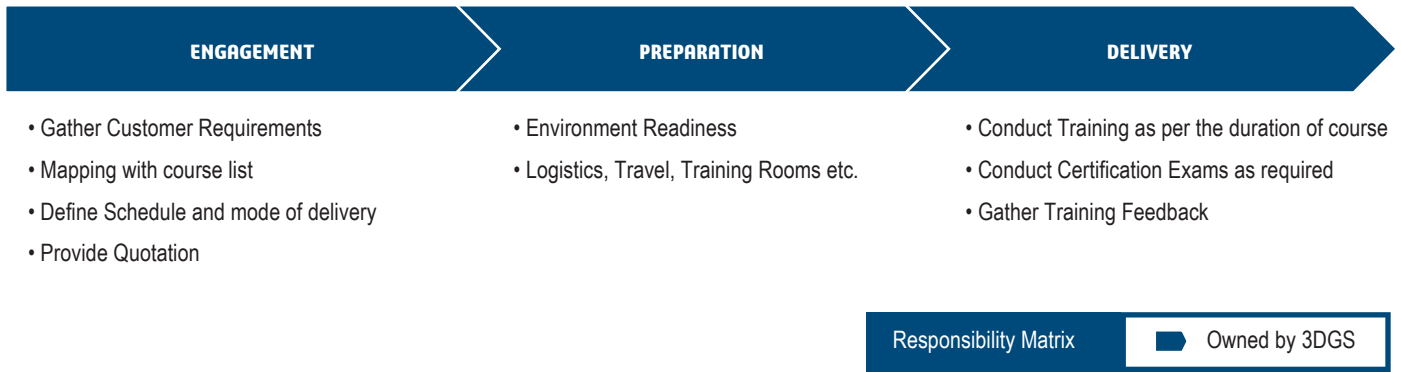 ENGAGEMENT
PREPARATION
DELIVERY
• Gather Customer Requirements
• Mapping with course list
• Define Schedule and mode of delivery
• Provide Quotation
• Environment Readiness
• Logistics, Travel, Training Rooms etc.
• Conduct Training as per the duration of course
• Conduct Certification Exams as required
• Gather Training Feedback
Responsibility Matrix
Owned by 3DGS